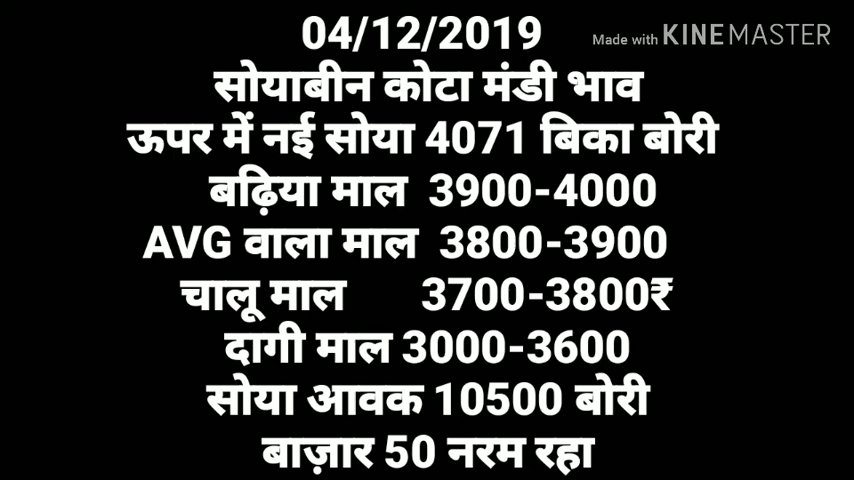 04/12/2019
Made with KINEMASTER
सोयाबीन कोटा मंडी भाव
ऊपर में नई सोया 4071 बिका बोरी
बढ़िया माल 3900-4000
AVG वाला माल 3800-3900
चालू माल 3700-3800₹
दागी माल 3000-3600
सोया आवक 10500 बोरी
बाज़ार 50 नरम रहा